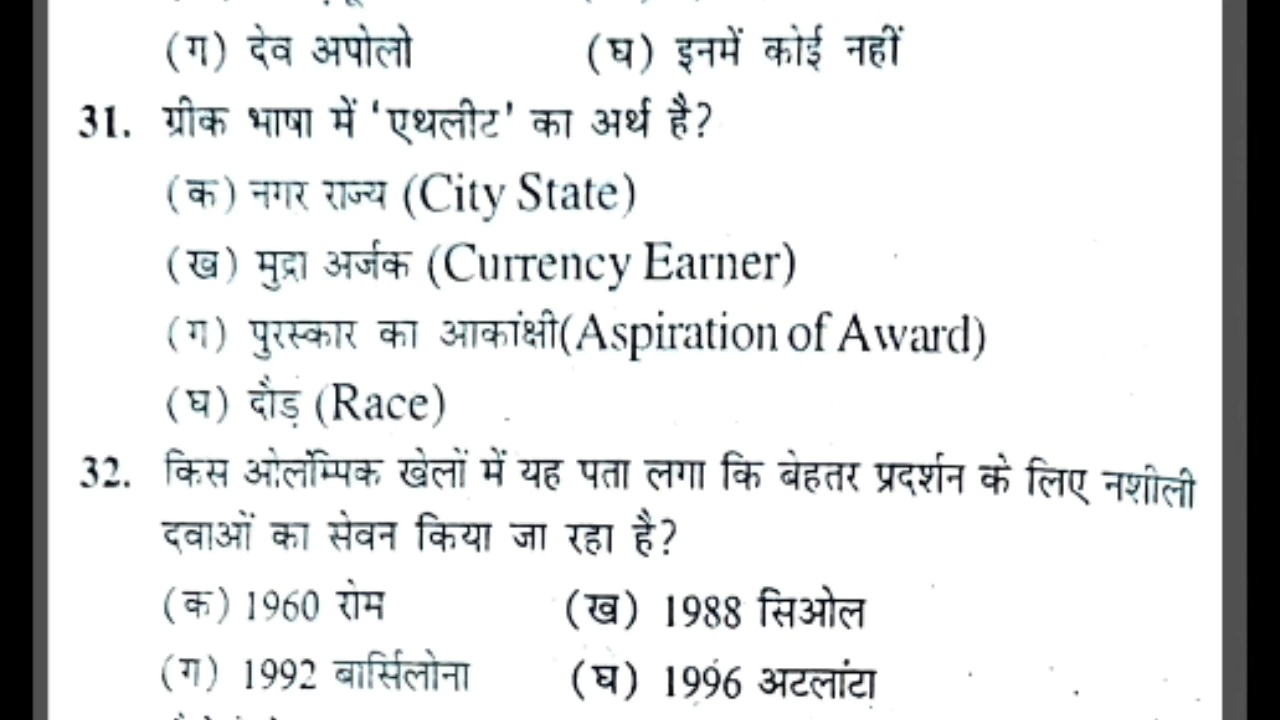 (ग) देव अपोलो (घ) इनमें कोई नहीं
31. ग्रीक भाषा में 'एथलीट' का अर्थ है?
(क) नगर राज्य (City State)
(ख) मुद्रा अर्जक (Currency Earner)
(ग) पुरस्कार का आकांक्षी(Aspiration of Award)
(घ) दौड़ (Race)
32. किस ओलम्पिक खेलों में यह पता लगा कि बेहतर प्रदर्शन के लिए नशीली
दवाओं का सेवन किया जा रहा है?
(क) 1960 रोम (ख) 1988 सिओल
(ग) 1992 बार्सिलोना (घ) 1996 अटलांटा